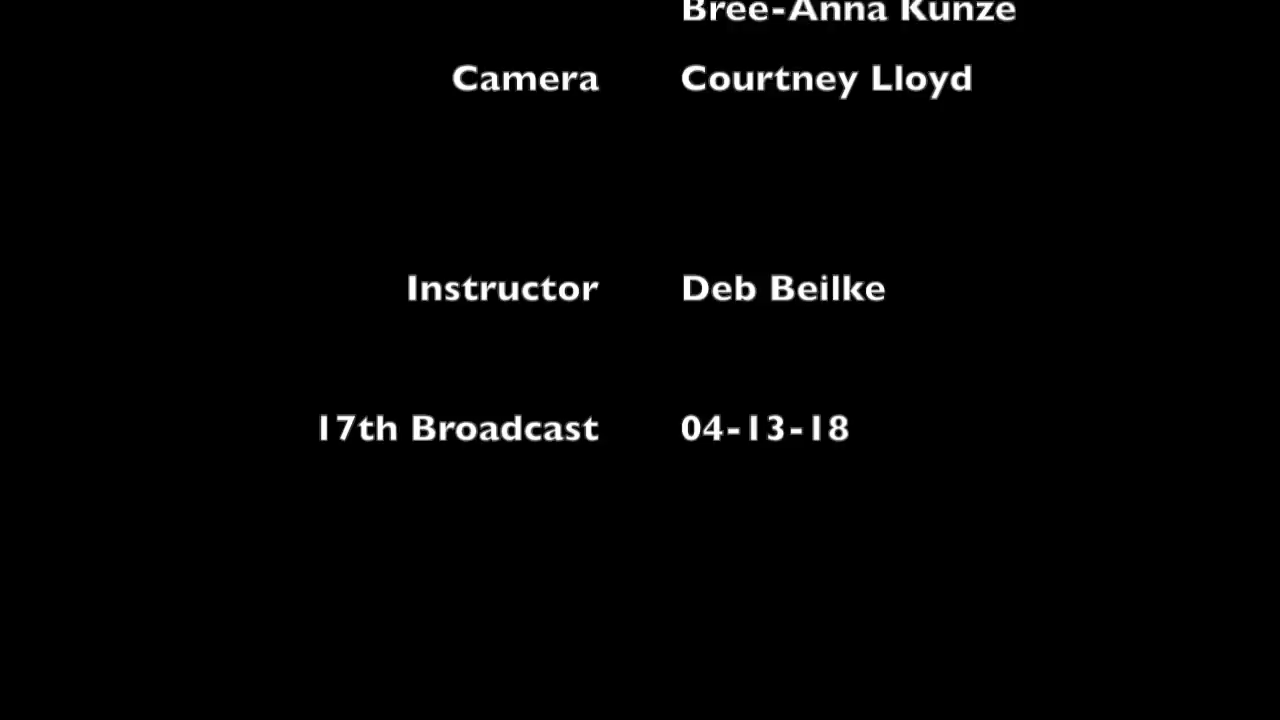 Bree-Anna Kunze
Camera Courtney Lloyd
Instructor Deb Beilke
17th Broadcast 04-13-18